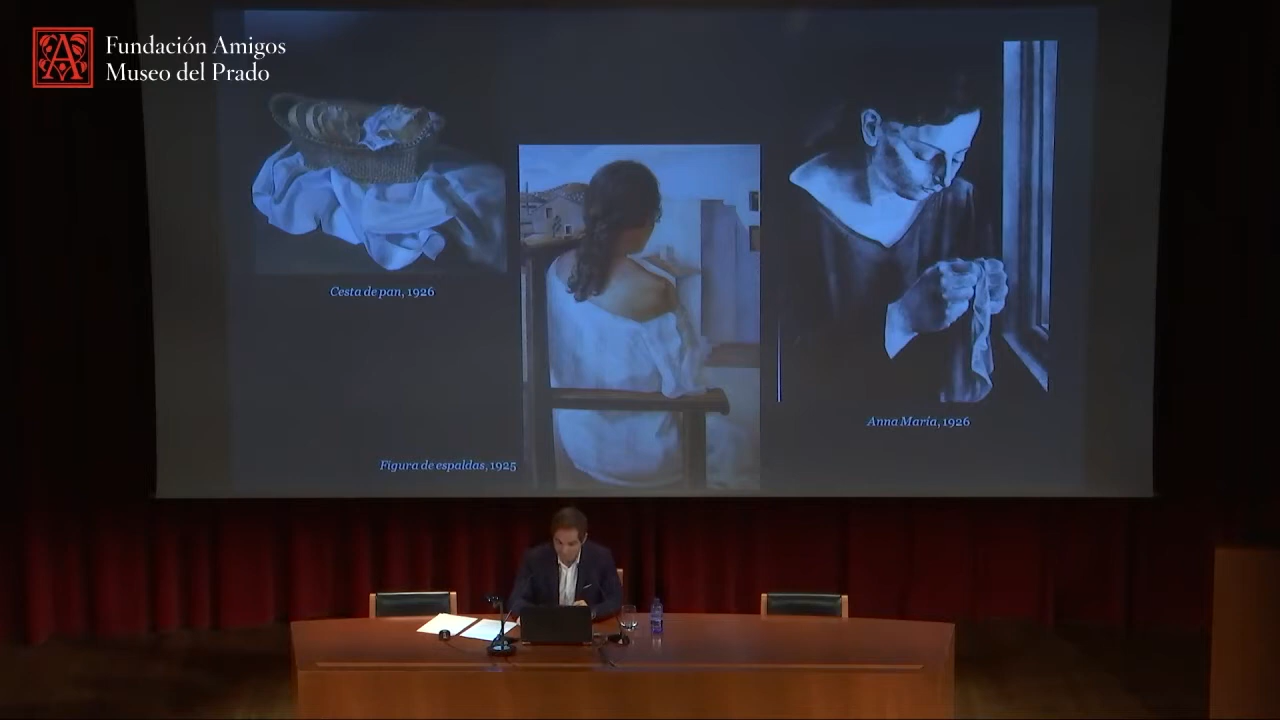 Fundación Amigos
Museo del Prado
Cesta de pan, 1926
Figura de espaldas, 1925
Anna María, 1926